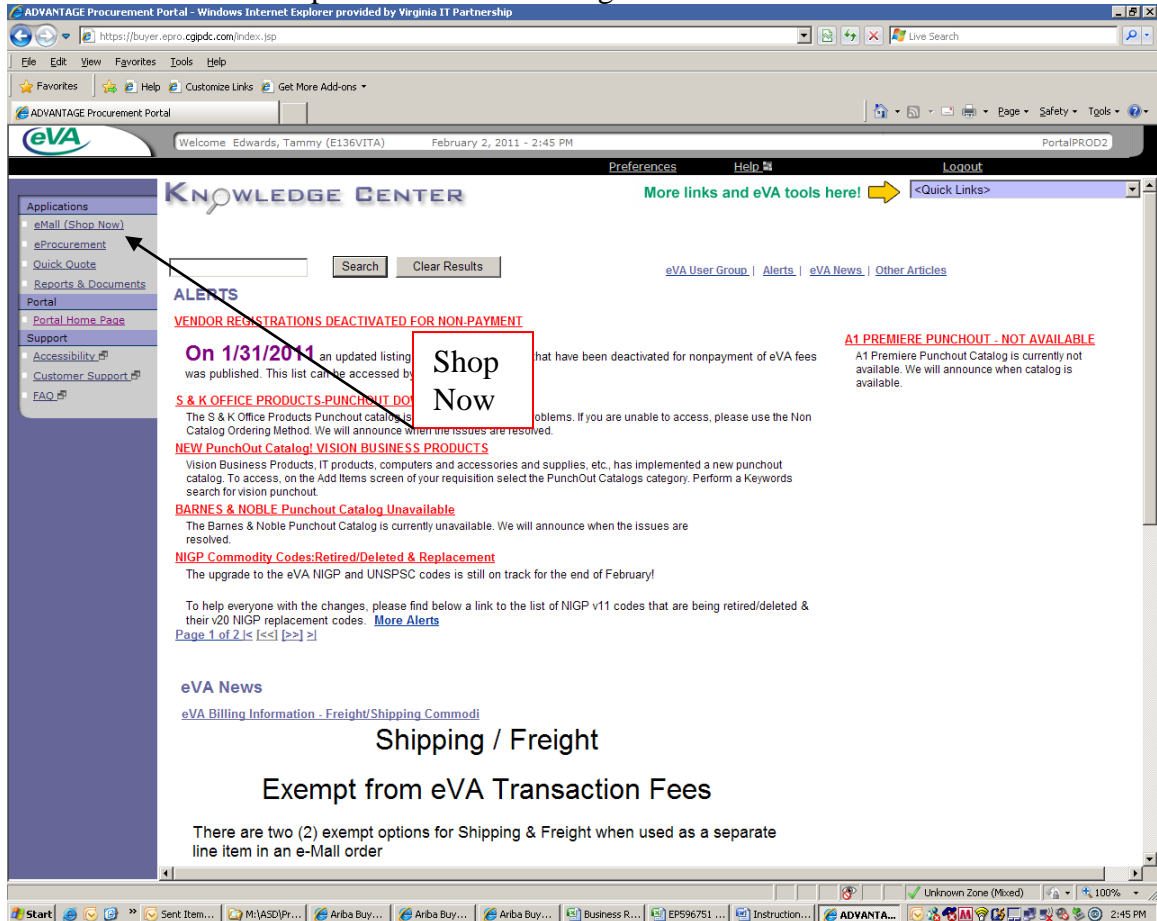 ADVANTAGE Procurement Portal - Windows Internet Explorer provided by Virginia IT Partnership
https://buyer.epro.cgipdc.com/index.jsp
Live Search
File Edit View Favorites Tools Help
Favorites Help Customize Links Get More Add-ons
ADVANTAGE Procurement Portal
Page Safety Tools
eVA
Welcome Edwards, Tammy (E136VITA) February 2, 2011 - 2:45 PM PortalPROD2
Preferences Help Logout
KNOWLEDGE CENTER
More links and eVA tools here! <Quick Links>
Applications
eMall (Shop Now)
eProcurement
Quick Quote
Reports & Documents
Portal
Portal Home Page
Support
Accessibility
Customer Support
FAQ
Search Clear Results
eVA User Group | Alerts | eVA News | Other Articles
ALERTS
VENDOR REGISTRATIONS DEACTIVATED FOR NON-PAYMENT
On 1/31/2011 an updated listing that have been deactivated for nonpayment of eVA fees
was published. This list can be accessed by
Shop
Now
S & K OFFICE PRODUCTS-PUNCHOUT DO
The S & K Office Products Punchout catalog is oblems. If you are unable to access, please use the Non
Catalog Ordering Method. We will announce when the issues are resolved.
NEW PunchOut Catalog! VISION BUSINESS PRODUCTS
Vision Business Products, IT products, computers and accessories and supplies, etc., has implemented a new punchout
catalog. To access, on the Add Items screen of your requisition select the PunchOut Catalogs category. Perform a Keywords
search for vision punchout.
BARNES & NOBLE Punchout Catalog Unavailable
The Barnes & Noble Punchout Catalog is currently unavailable. We will announce when the issues are
resolved.
NIGP Commodity Codes:Retired/Deleted & Replacement
The upgrade to the eVA NIGP and UNSPSC codes is still on track for the end of February!
To help everyone with the changes, please find below a link to the list of NIGP v11 codes that are being retired/deleted &
their v20 NIGP replacement codes. More Alerts
Page 1 of 2 |< [<<] [>>] >|
A1 PREMIERE PUNCHOUT - NOT AVAILABLE
A1 Premiere Punchout Catalog is currently not
available. We will announce when catalog is
available.
eVA News
eVA Billing Information - Freight/Shipping Commodi
Shipping / Freight
Exempt from eVA Transaction Fees
There are two (2) exempt options for Shipping & Freight when used as a separate
line item in an e-Mall order
Unknown Zone (Mixed) 100%
Start Sent Item... M:\ASD\Pr... Ariba Buy... Ariba Buy... Ariba Buy... Business R... EP596751 ... Instruction... ADVANTA... 2:45 PM